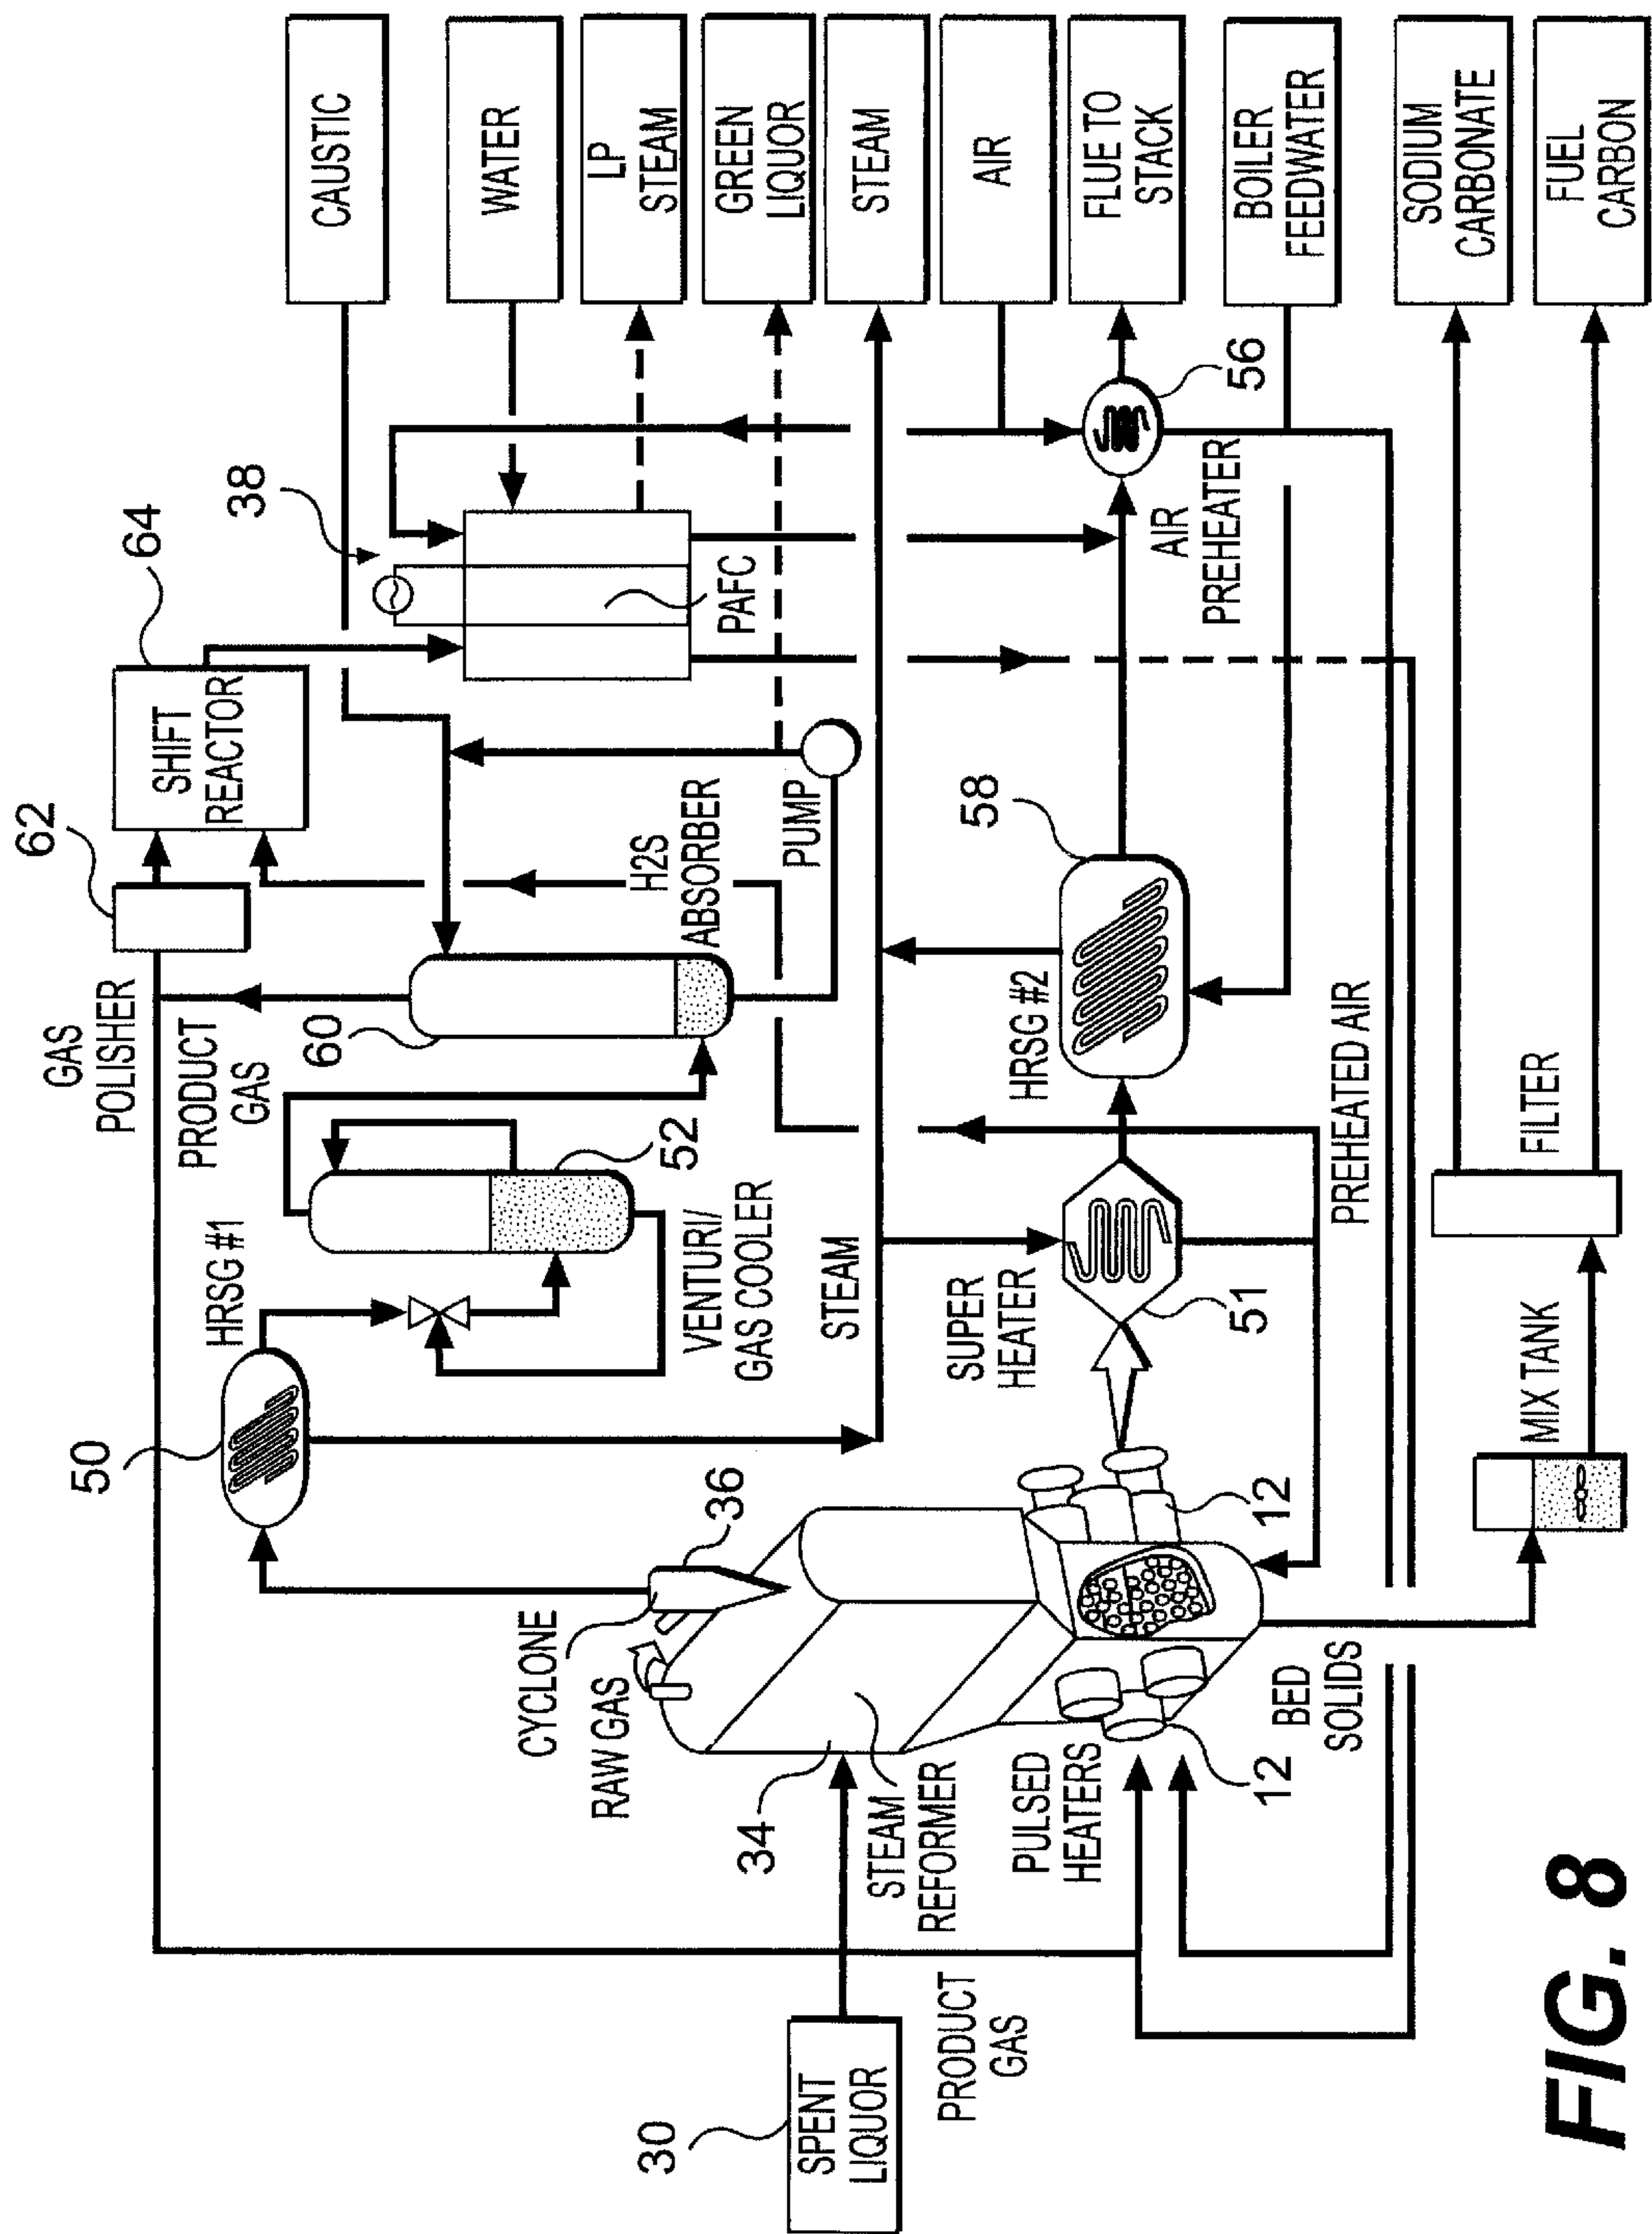 CAUSTIC
WATER
LP
STEAM
GREEN
LIQUOR
STEAM
AIR
FLUE TO
STACK
BOILER
FEEDWATER
SODIUM
CARBONATE
FUEL
CARBON
64
SHIFT
REACTOR
62
GAS
POLISHER
PRODUCT
GAS
38
PAFC
H2S
ABSORBER
PUMP
60
52
HRSG #1
VENTURI/
GAS COOLER
50
56
AIR
PREHEATER
58
HRSG #2
STEAM
SUPER
HEATER
51
PREHEATED AIR
FILTER
MIX TANK
36
CYCLONE
RAW GAS
34
STEAM
REFORMER
PULSED
HEATERS
12
12
BED
SOLIDS
30
SPENT
LIQUOR
PRODUCT
GAS
FIG. 8